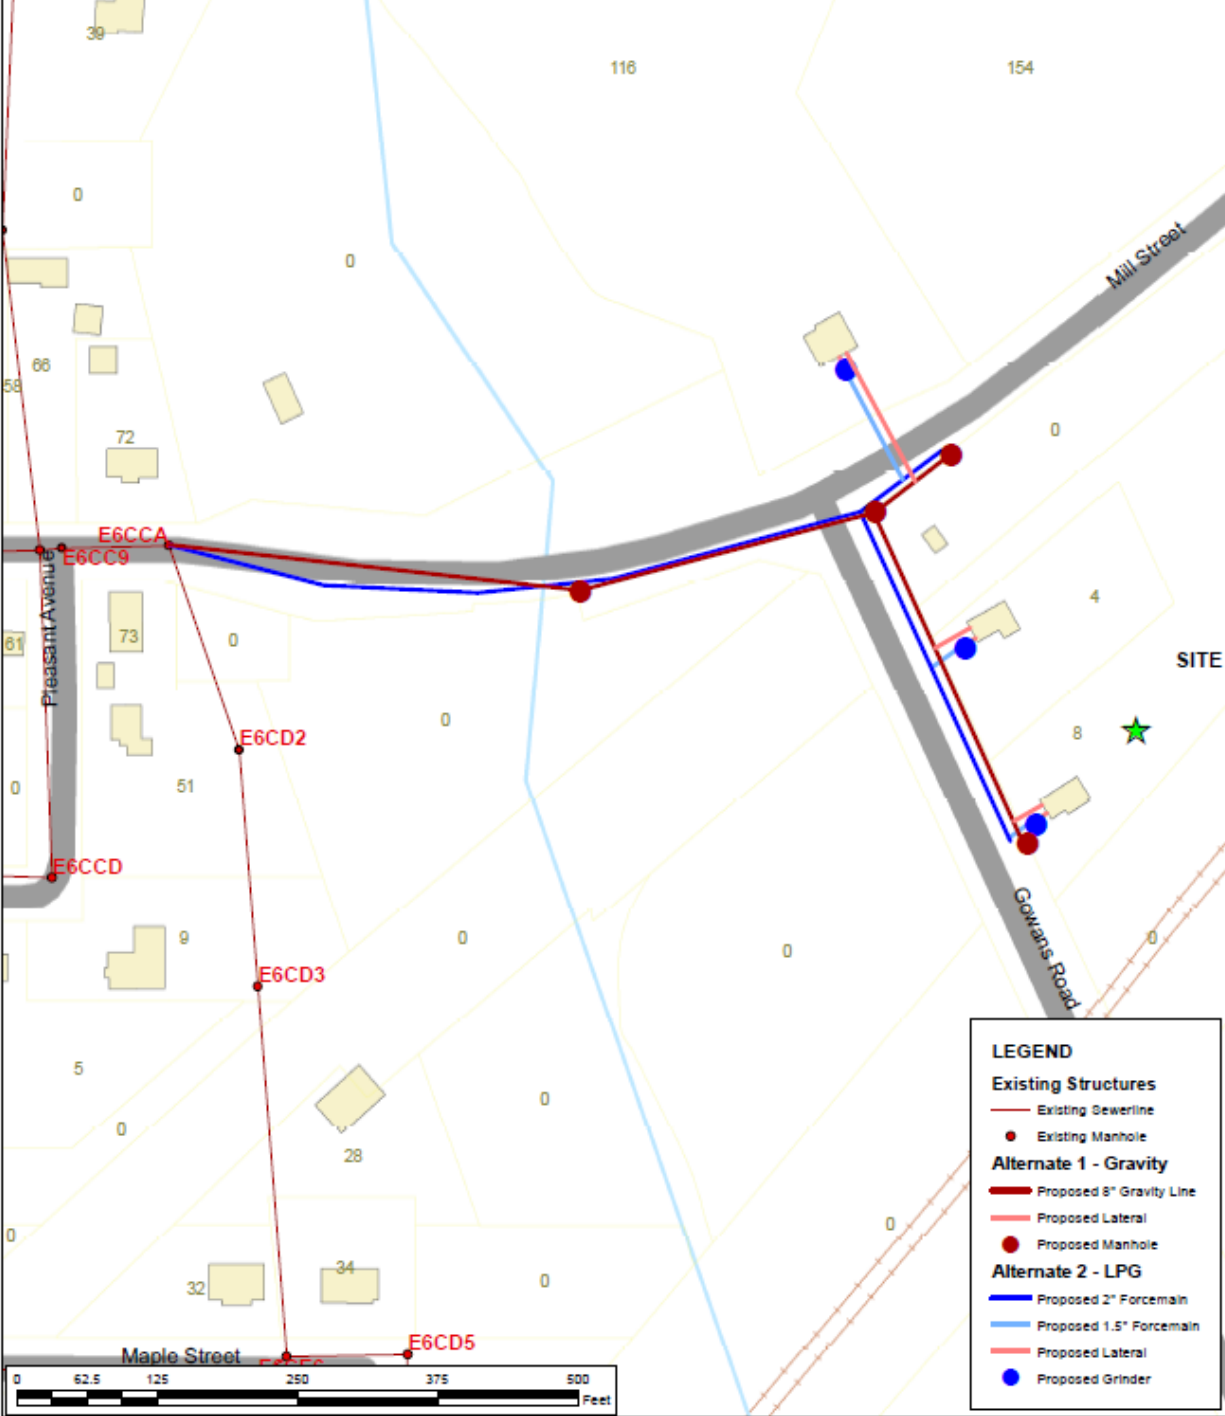 39
116
154
0
0
Mill Street
66
58
72
0
E6CCA
E6CC9
Pleasant Avenue
61
73
0
4
SITE
0
E6CD2
8
0
51
E6CCD
9
0
0
0
E6CD3
Gowans Road
5
0
0
28
0
0
34
32
0
E6CD5
Maple Street
0 62.5 125 250 375 500
Feet
LEGEND
Existing Structures
Existing Sewerline
Existing Manhole
Alternate 1 - Gravity
Proposed 8" Gravity Line
Proposed Lateral
Proposed Manhole
Alternate 2 - LPG
Proposed 2" Forcemain
Proposed 1.5" Forcemain
Proposed Lateral
Proposed Grinder